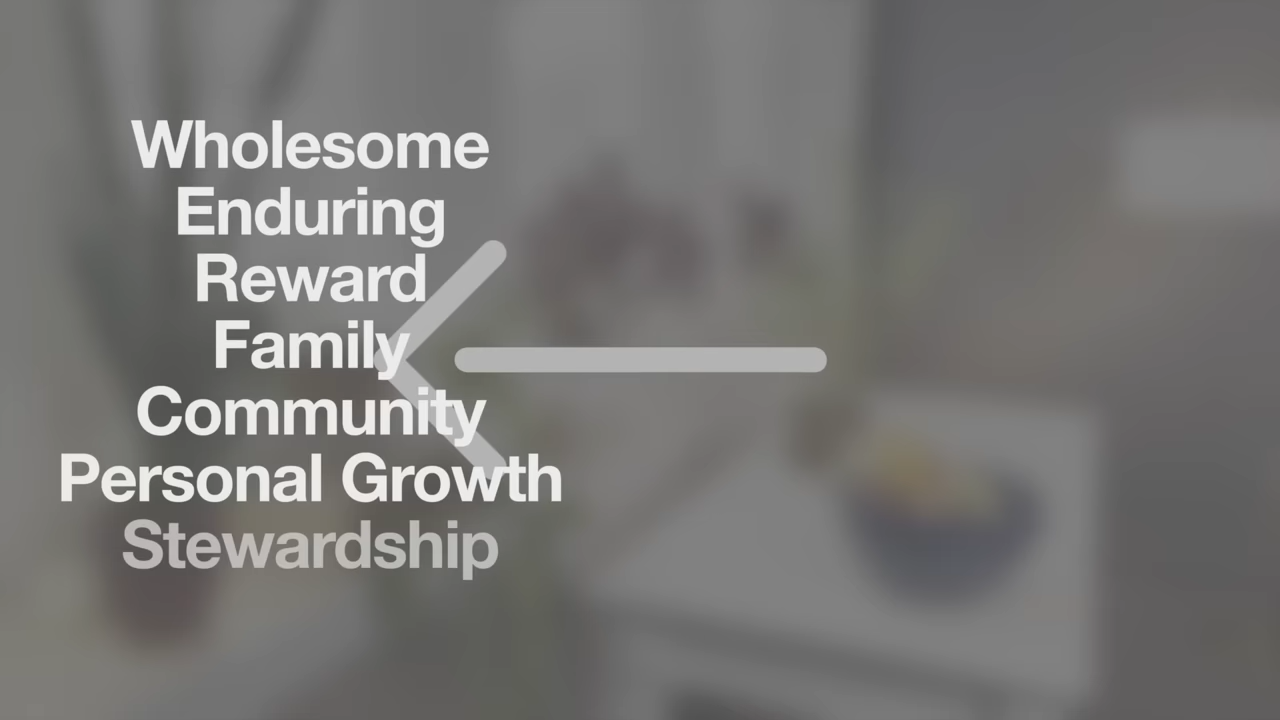 Wholesome
Enduring
Reward
Family
Community
Personal Growth
Stewardship